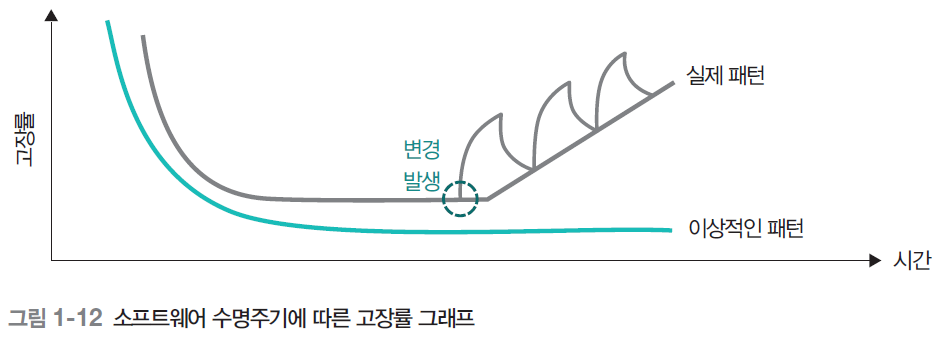 고장률
실제 패턴
변경
발생
이상적인 패턴
시간
그림 1-12 소프트웨어 수명주기에 따른 고장률 그래프